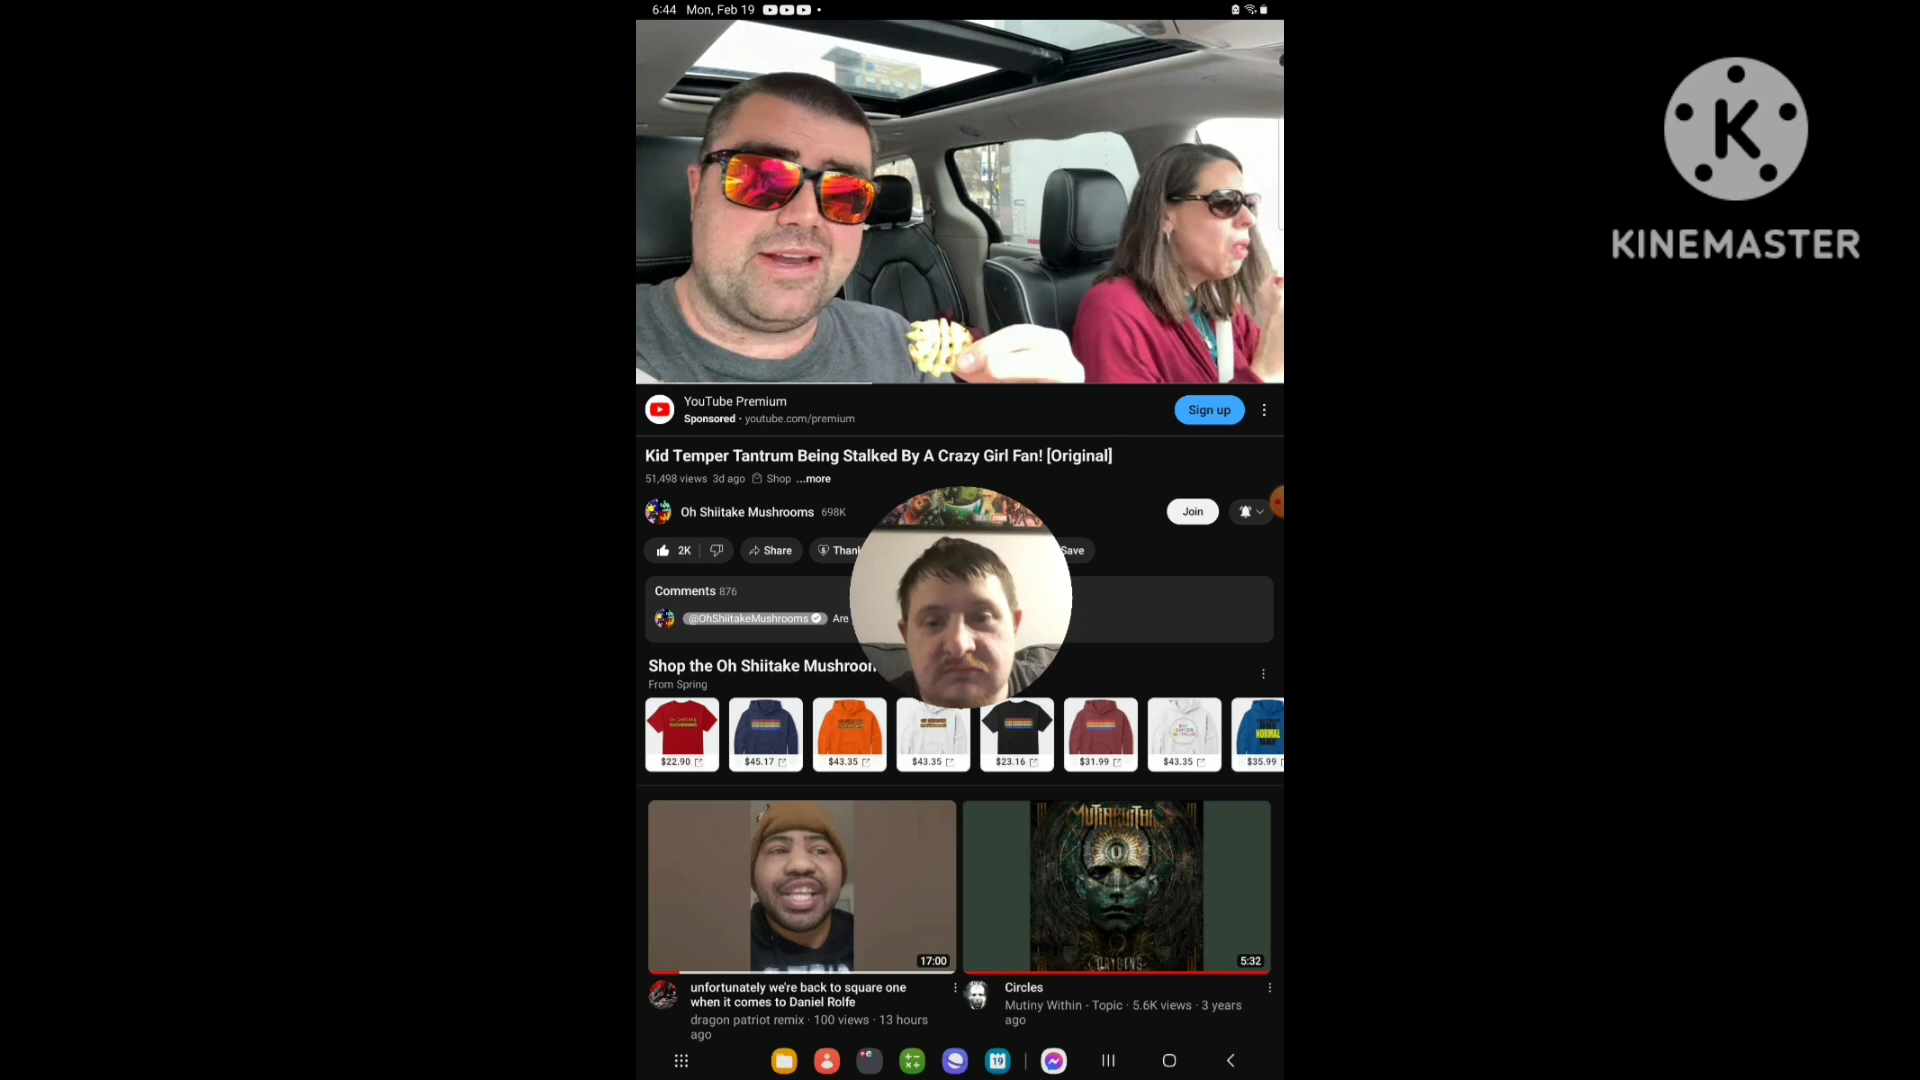 6:44 Mon, Feb 19
K
KINEMASTER
YouTube Premium
Sponsored · youtube.com/premium
Sign up
Kid Temper Tantrum Being Stalked By A Crazy Girl Fan! [Original]
51,498 views 3d ago Shop ...more
Oh Shiitake Mushrooms 698K
Join
2K
Share
Save
Comments 876
@OhShiitakeMushrooms Are
Shop the Oh Shiitake
From Spring
$22.90
$45.17
$43.35
$43.35
$23.16
$31.99
$43.35
$35.99
NORMAL
17:00
5:32
unfortunately we're back to square one
when it comes to Daniel Rolfe
dragon patriot remix · 100 views · 13 hours
ago
Circles
Mutiny Within - Topic · 5.6K views · 3 years
ago
19